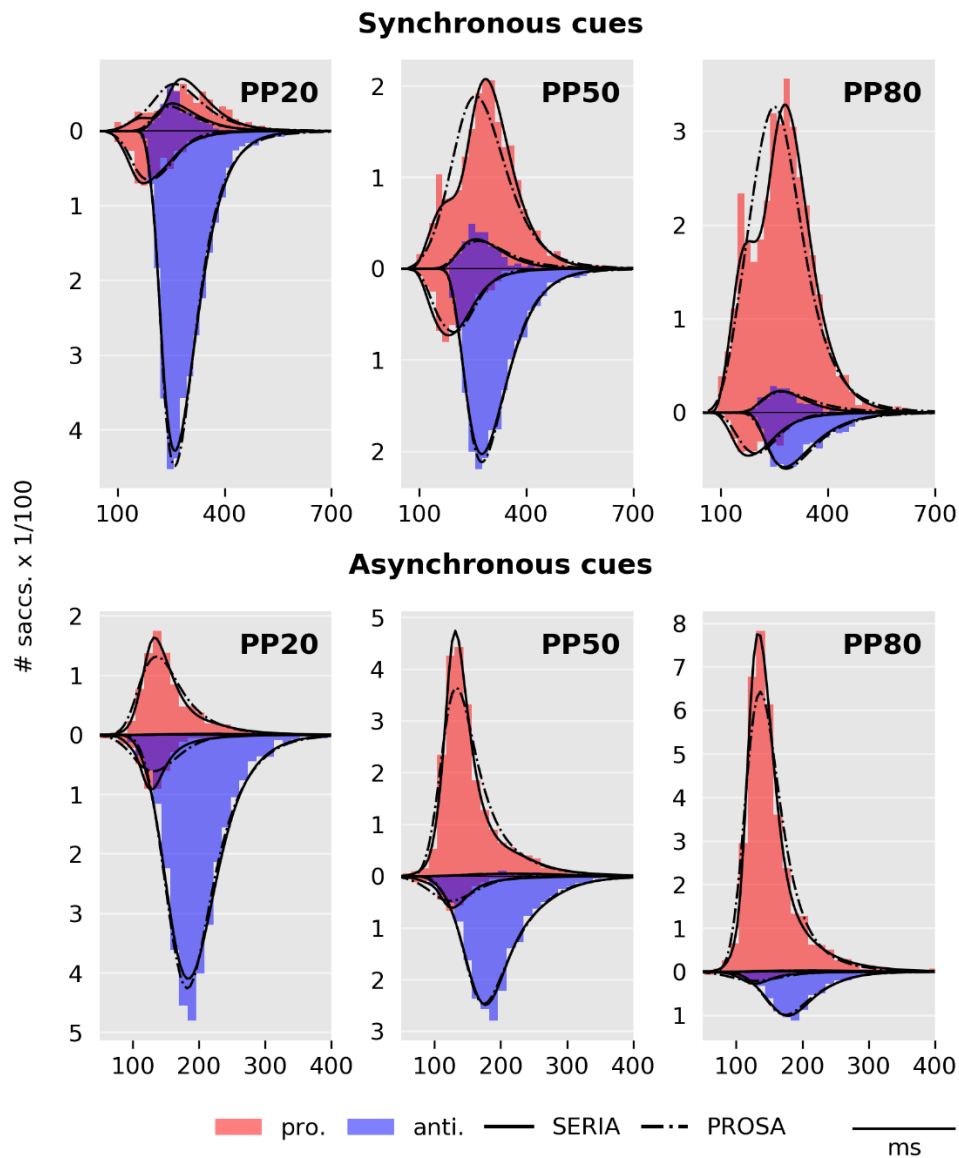 Synchronous cues
PP20 PP50 PP80
0 1 2 3 4
2 1 0 1 2
3 2 1 0
100 400 700 100 400 700 100 400 700
# saccs. x 1/100
Asynchronous cues
PP20 PP50 PP80
2 1 0 1 2 3 4 5
5 4 3 2 1 0 1 2 3
8 7 6 5 4 3 2 1 0 1
100 200 300 400 100 200 300 400 100 200 300 400
pro. anti. SERIA PROSA
ms